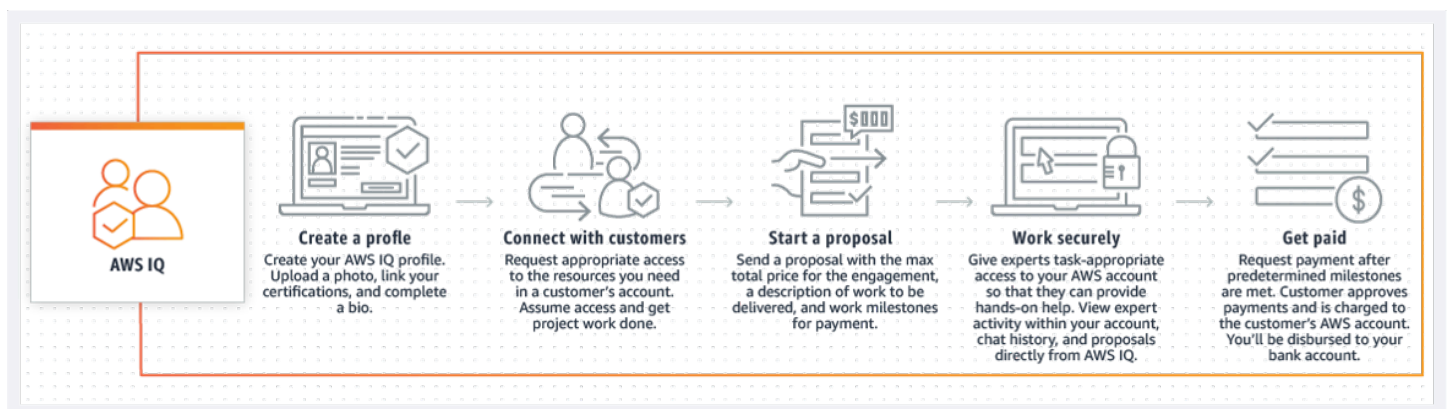 AWS IQ
Create a profle
Create your AWS IQ profile.
Upload a photo, link your
certifications, and complete
a bio.
Connect with customers
Request appropriate access
to the resources you need
in a customer's account.
Assume access and get
project work done.
$000
Start a proposal
Send a proposal with the max
total price for the engagement,
a description of work to be
delivered, and work milestones
for payment.
Work securely
Give experts task-appropriate
access to your AWS account
so that they can provide
hands-on help. View expert
activity within your account,
chat history, and proposals
directly from AWS IQ.
$
Get paid
Request payment after
predetermined milestones
are met. Customer approves
payments and is charged to
the customer's AWS account.
You'll be disbursed to your
bank account.